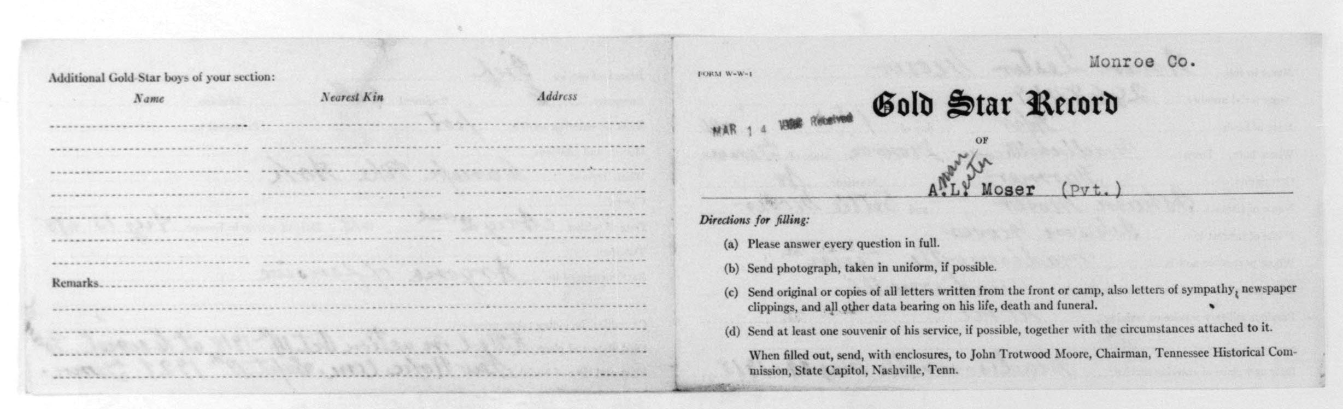 Additional Gold Star boys of your section:
Name Nearest Kin Address
Remarks
FORM W-W-1
Monroe Co.
Gold Star Record
MAR 14 Received
OF
A. L. Moser (Pvt.)
Directions for filling:
(a) Please answer every question in full.
(b) Send photograph, taken in uniform, if possible.
(c) Send original or copies of all letters written from the front or camp, also letters of sympathy, newspaper
clippings, and all other data bearing on his life, death and funeral.
(d) Send at least one souvenir of his service, if possible, together with the circumstances attached to it.
When filled out, send, with enclosures, to John Trotwood Moore, Chairman, Tennessee Historical Com-
mission, State Capitol, Nashville, Tenn.